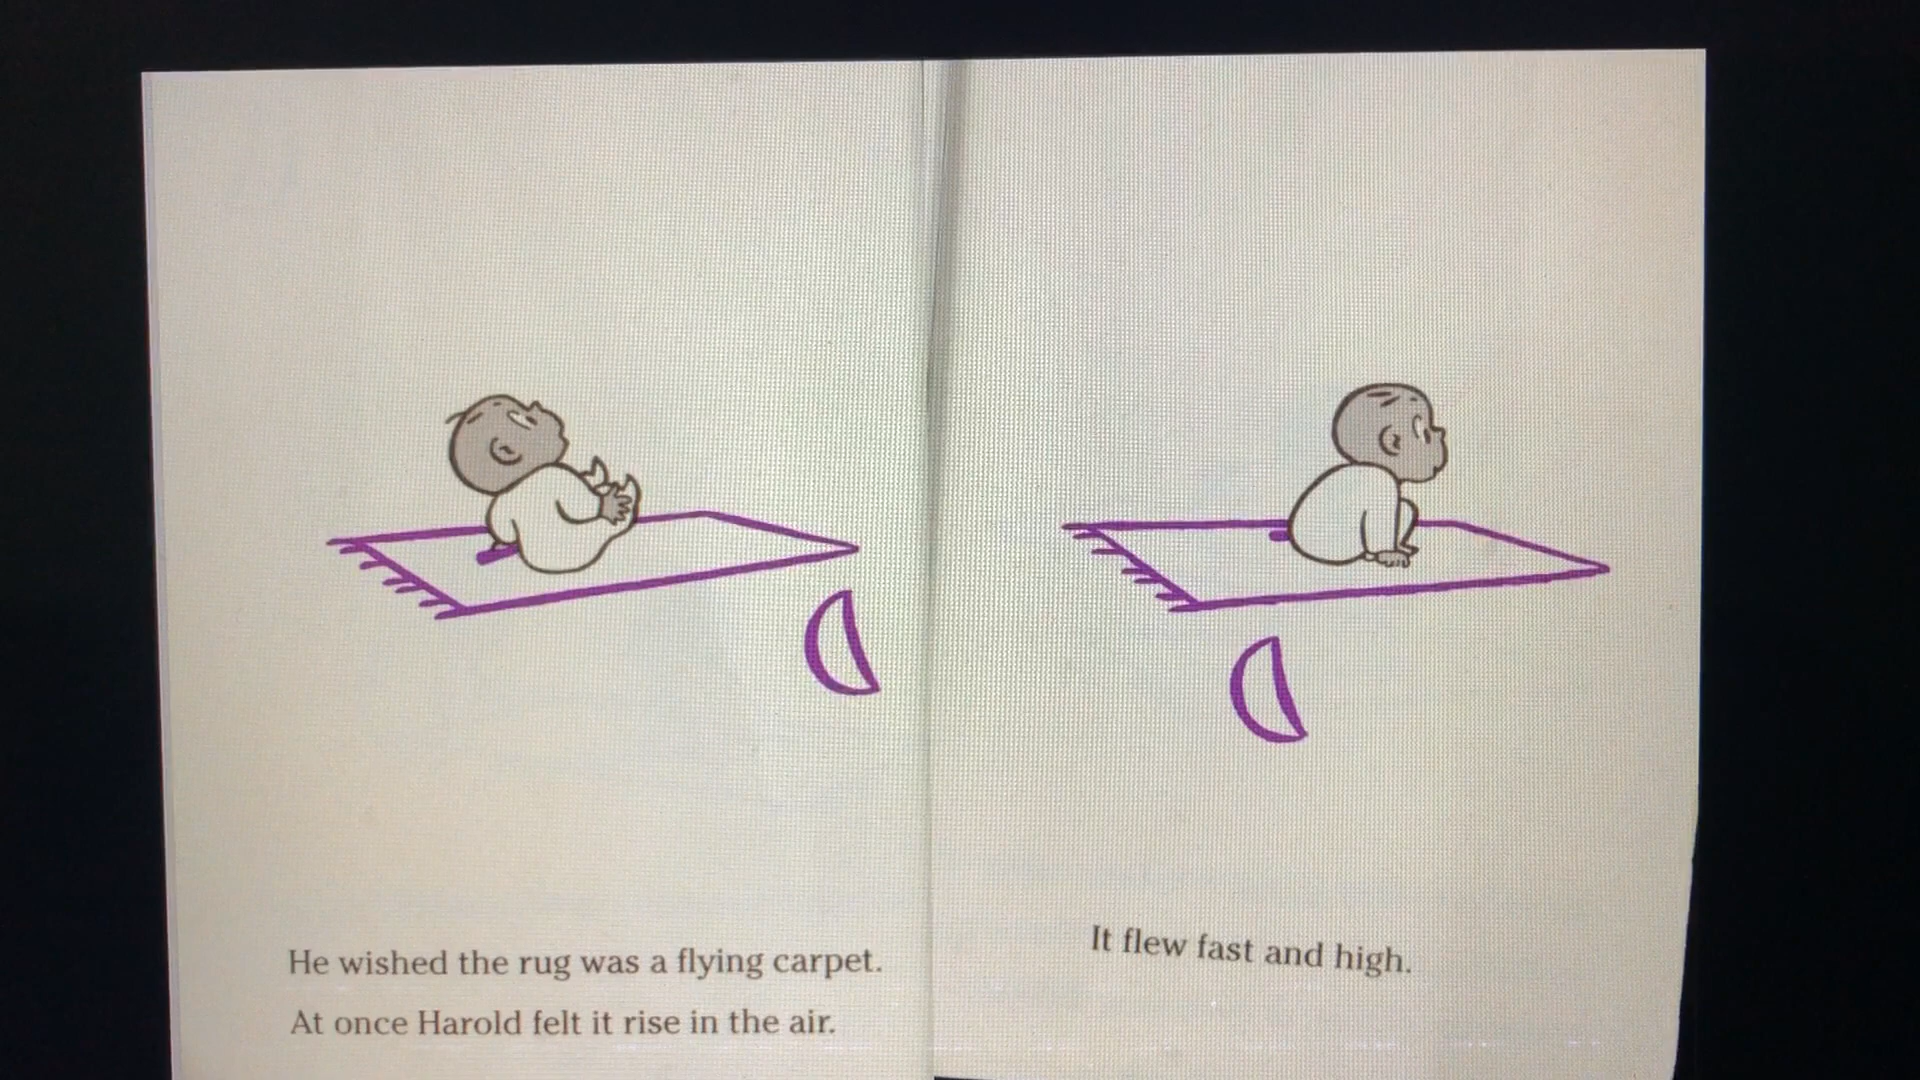 He wished the rug was a flying carpet.
At once Harold felt it rise in the air.
It flew fast and high.